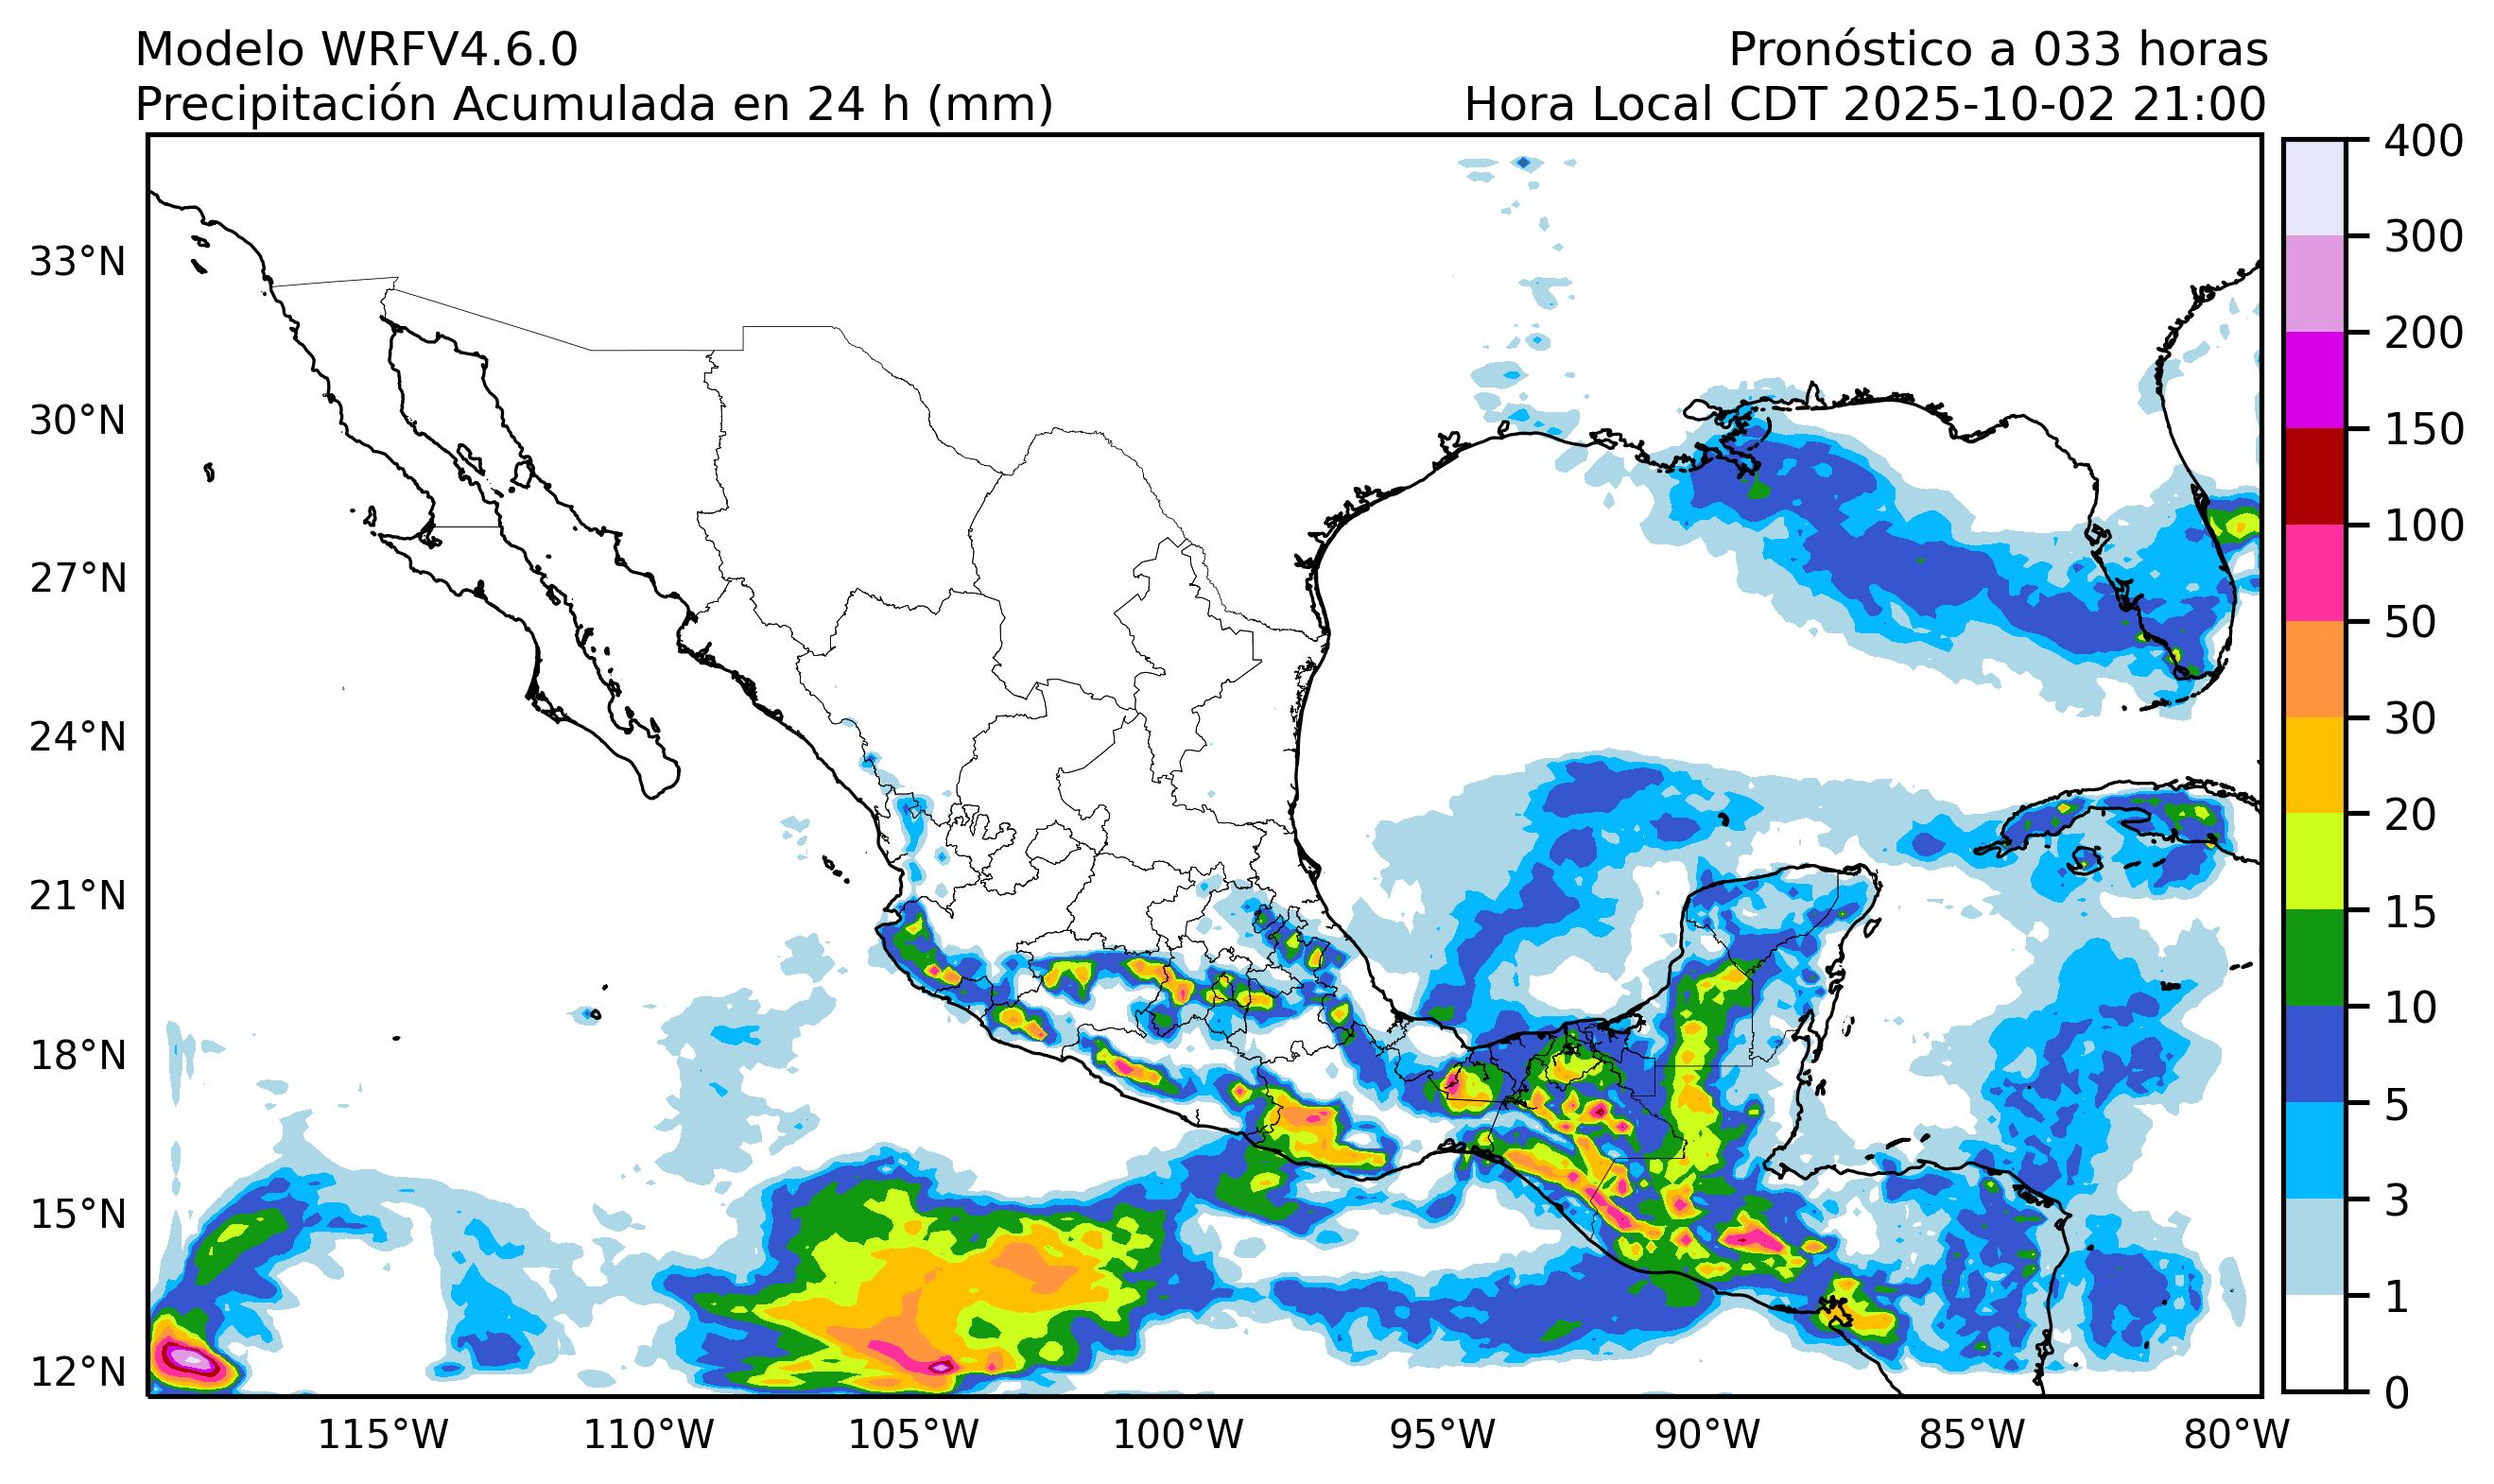 Modelo WRFV4.6.0
Precipitación Acumulada en 24 h (mm)
Pronóstico a 033 horas
Hora Local CDT 2025-10-02 21:00
33°N
30°N
27°N
24°N
21°N
18°N
15°N
12°N
115°W
110°W
105°W
100°W
95°W
90°W
85°W
80°W
400
300
200
150
100
50
30
20
15
10
5
3
1
0